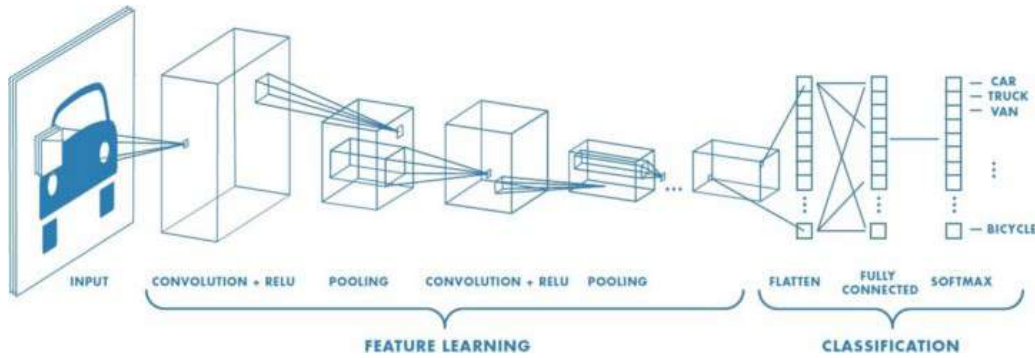 CAR
TRUCK
VAN
BICYCLE
INPUT
CONVOLUTION + RELU
POOLING
CONVOLUTION + RELU
POOLING
FLATTEN
FULLY
CONNECTED
SOFTMAX
FEATURE LEARNING
CLASSIFICATION